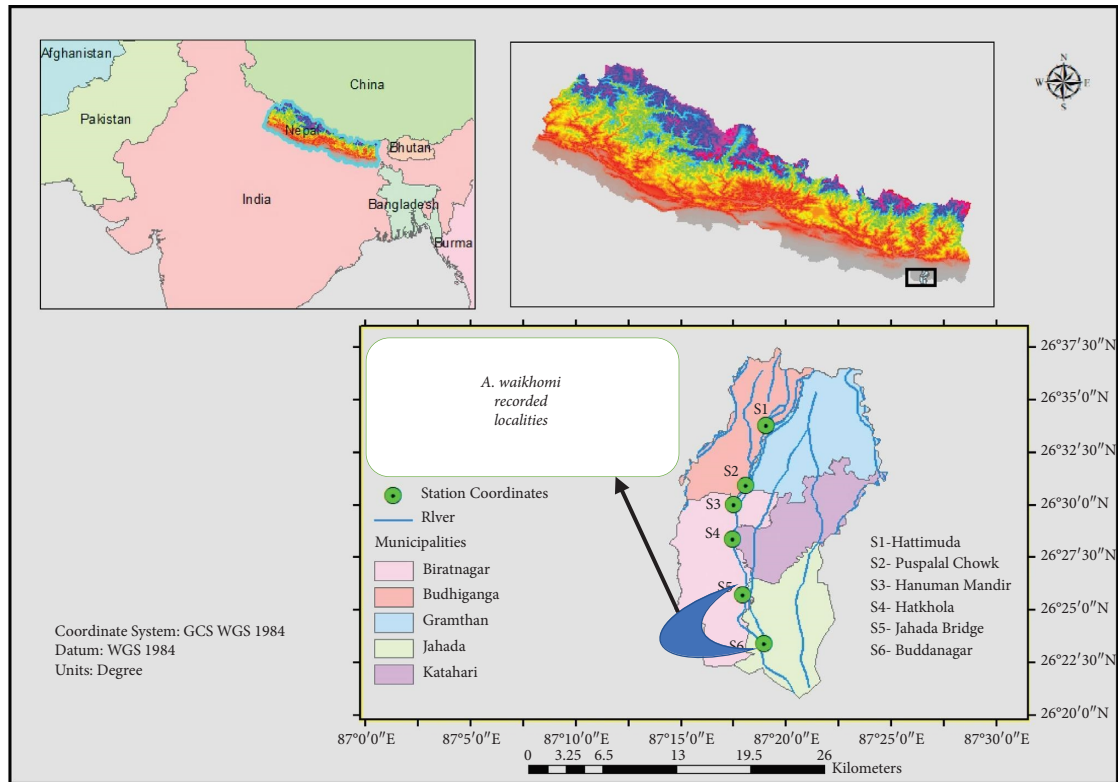 Afghanistan
China
Pakistan
Nepal
Bhutan
India
Bangladesh
Burma
N
W E
S
A. waikhomi
recorded
localities
Station Coordinates
RIver
Municipalities
Biratnagar
Budhiganga
Gramthan
Jahada
Katahari
Coordinate System: GCS WGS 1984
Datum: WGS 1984
Units: Degree
S1
S2
S3
S4
S5
S6
S1-Hattimuda
S2- Puspalal Chowk
S3- Hanuman Mandir
S4- Hatkhola
S5- Jahada Bridge
S6- Buddanagar
26°37′30″N
26°35′0″N
26°32′30″N
26°30′0″N
26°27′30″N
26°25′0″N
26°22′30″N
26°20′0″N
87°0′0″E 87°5′0″E 87°10′0″E 87°15′0″E 87°20′0″E 87°25′0″E 87°30′0″E
0 3.25 6.5 13 19.5 26
Kilometers